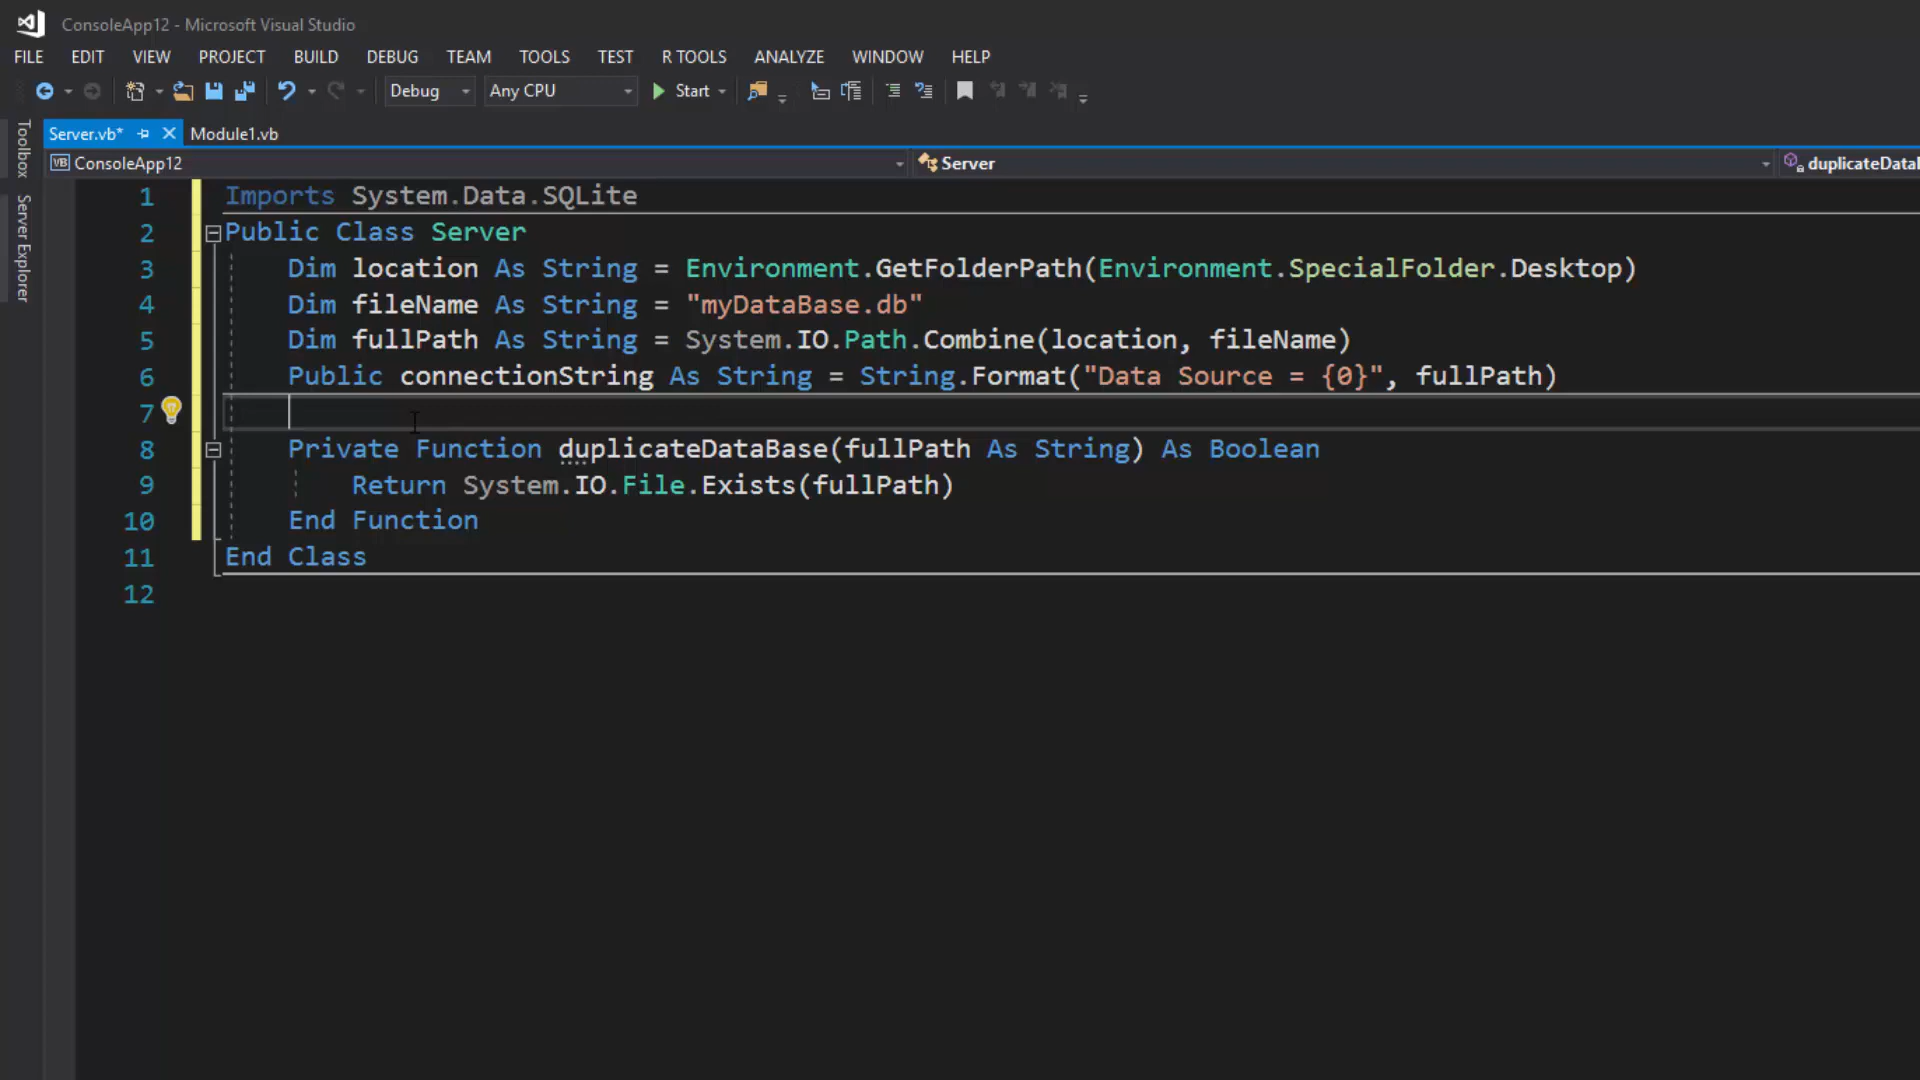 ConsoleApp12 - Microsoft Visual Studio
FILE EDIT VIEW PROJECT BUILD DEBUG TEAM TOOLS TEST R TOOLS ANALYZE WINDOW HELP
Debug Any CPU Start
Server.vb* Module1.vb
VB ConsoleApp12 Server duplicateDatal
Toolbox
Server Explorer
1 Imports System.Data.SQLite
2 Public Class Server
3 Dim location As String = Environment.GetFolderPath(Environment.SpecialFolder.Desktop)
4 Dim fileName As String = "myDataBase.db"
5 Dim fullPath As String = System.IO.Path.Combine(location, fileName)
6 Public connectionString As String = String.Format("Data Source = {0}", fullPath)
7
8 Private Function duplicateDataBase(fullPath As String) As Boolean
9 Return System.IO.File.Exists(fullPath)
10 End Function
11 End Class
12